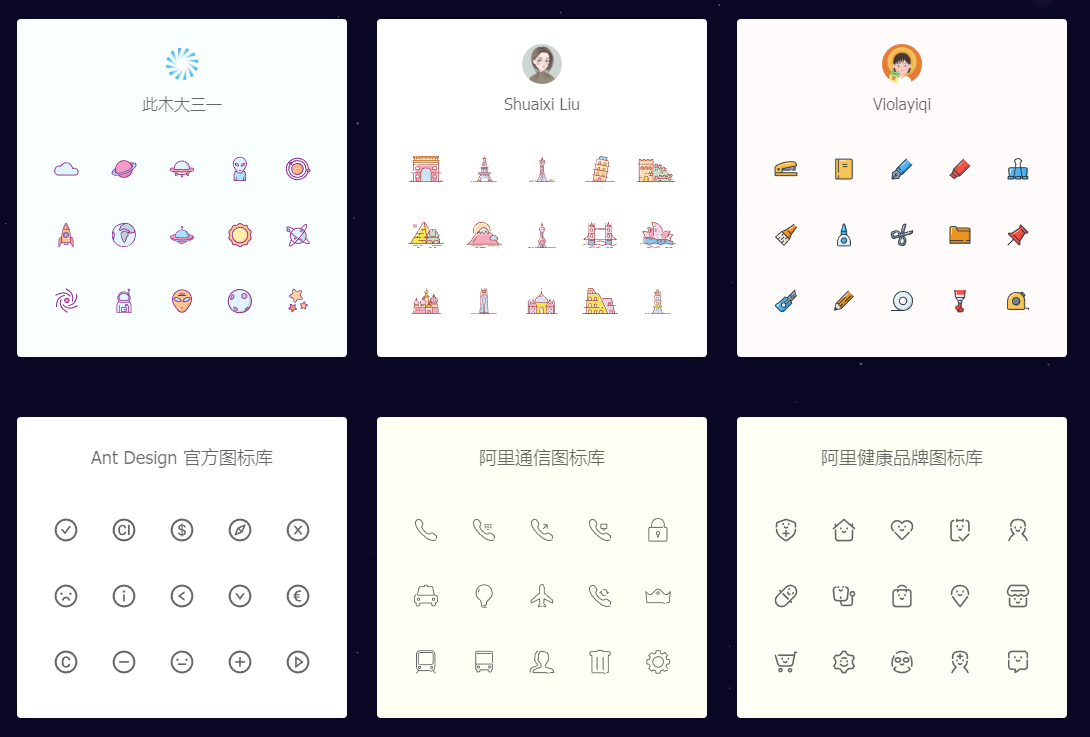 此木大三一
Shuaixi Liu
Violayiqi
Ant Design 官方图标库
阿里通信图标库
阿里健康品牌图标库